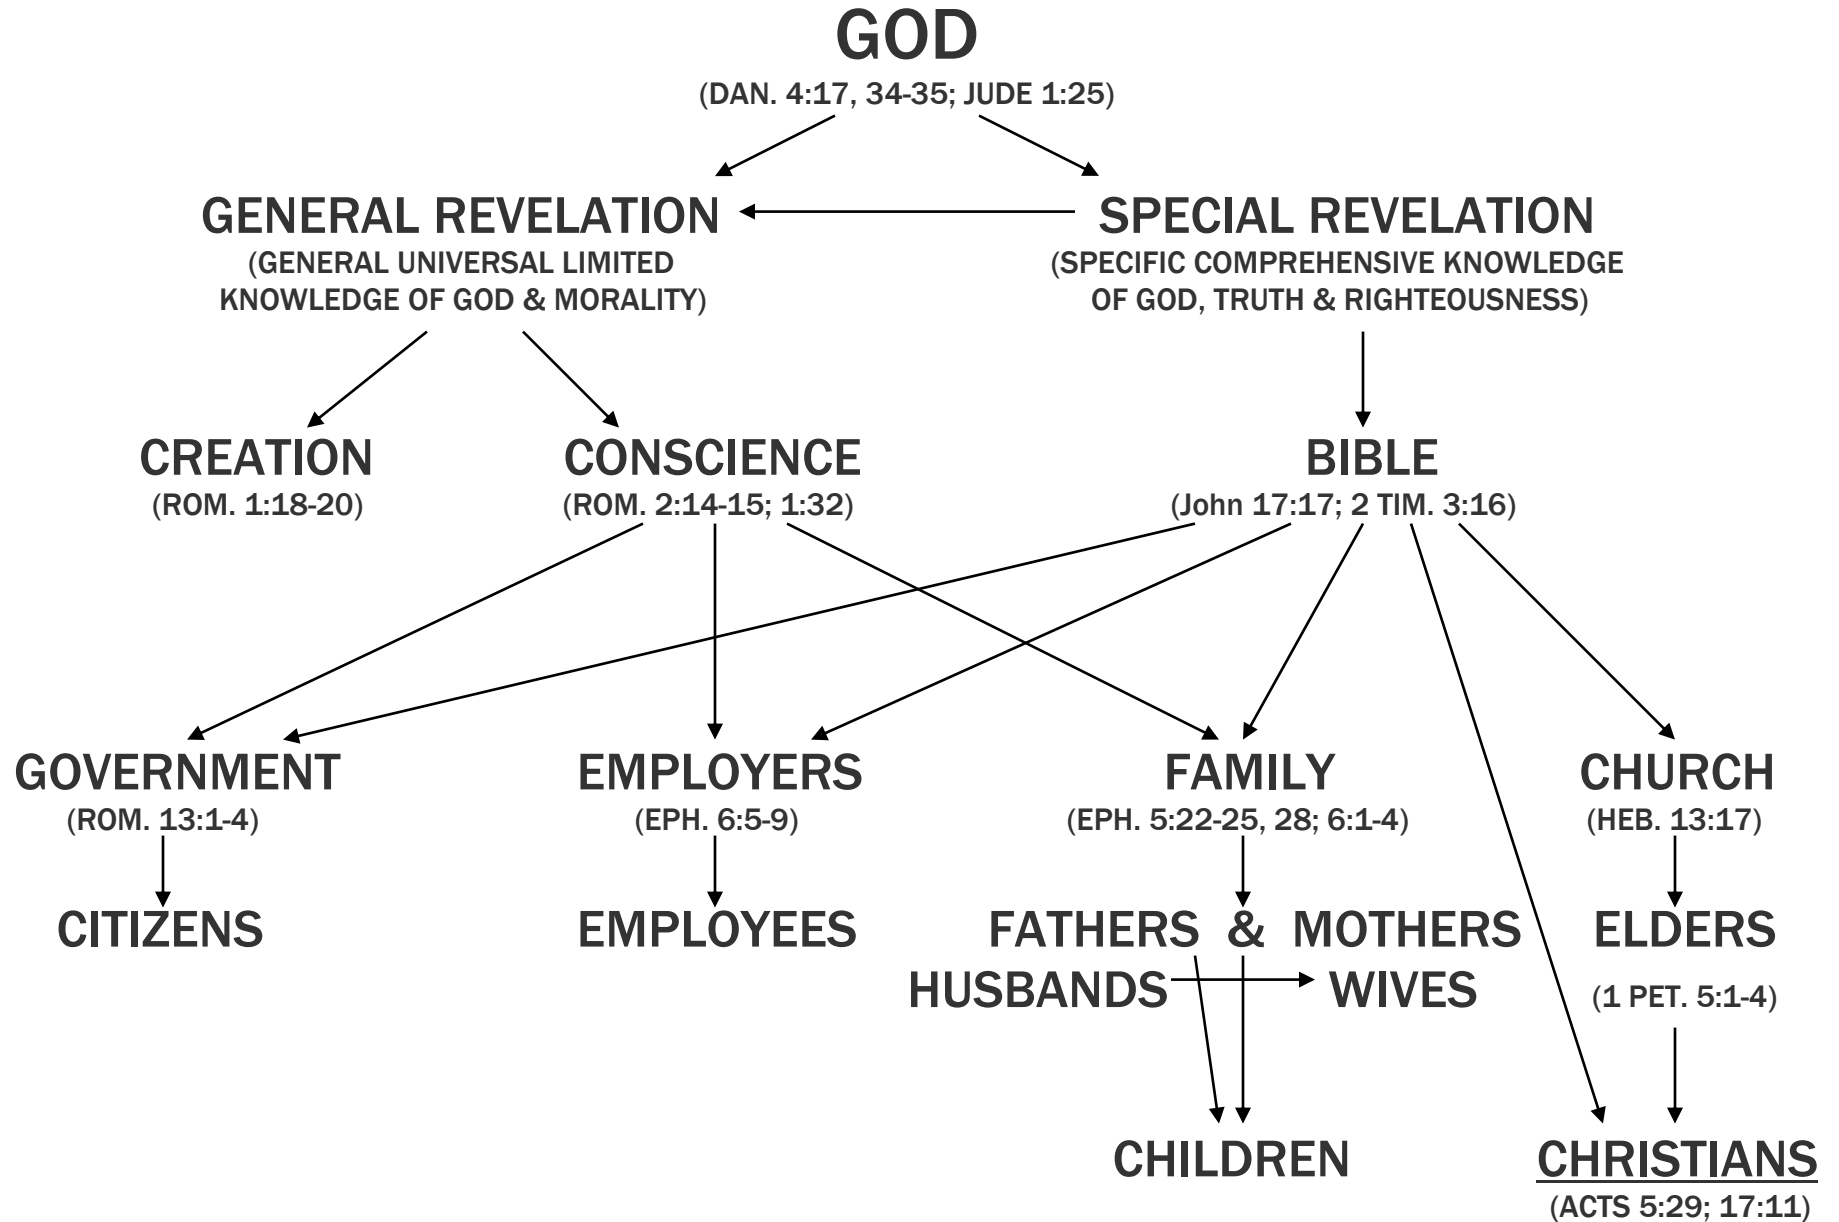 GOD
(DAN. 4:17, 34-35; JUDE 1:25)
GENERAL REVELATION
(GENERAL UNIVERSAL LIMITED
KNOWLEDGE OF GOD & MORALITY)
SPECIAL REVELATION
(SPECIFIC COMPREHENSIVE KNOWLEDGE
OF GOD, TRUTH & RIGHTEOUSNESS)
CREATION
(ROM. 1:18-20)
CONSCIENCE
(ROM. 2:14-15; 1:32)
BIBLE
(John 17:17; 2 TIM. 3:16)
GOVERNMENT
(ROM. 13:1-4)
EMPLOYERS
(EPH. 6:5-9)
FAMILY
(EPH. 5:22-25, 28; 6:1-4)
CHURCH
(HEB. 13:17)
CITIZENS
EMPLOYEES
FATHERS & MOTHERS
HUSBANDS WIVES
ELDERS
(1 PET. 5:1-4)
CHILDREN
CHRISTIANS
(ACTS 5:29; 17:11)